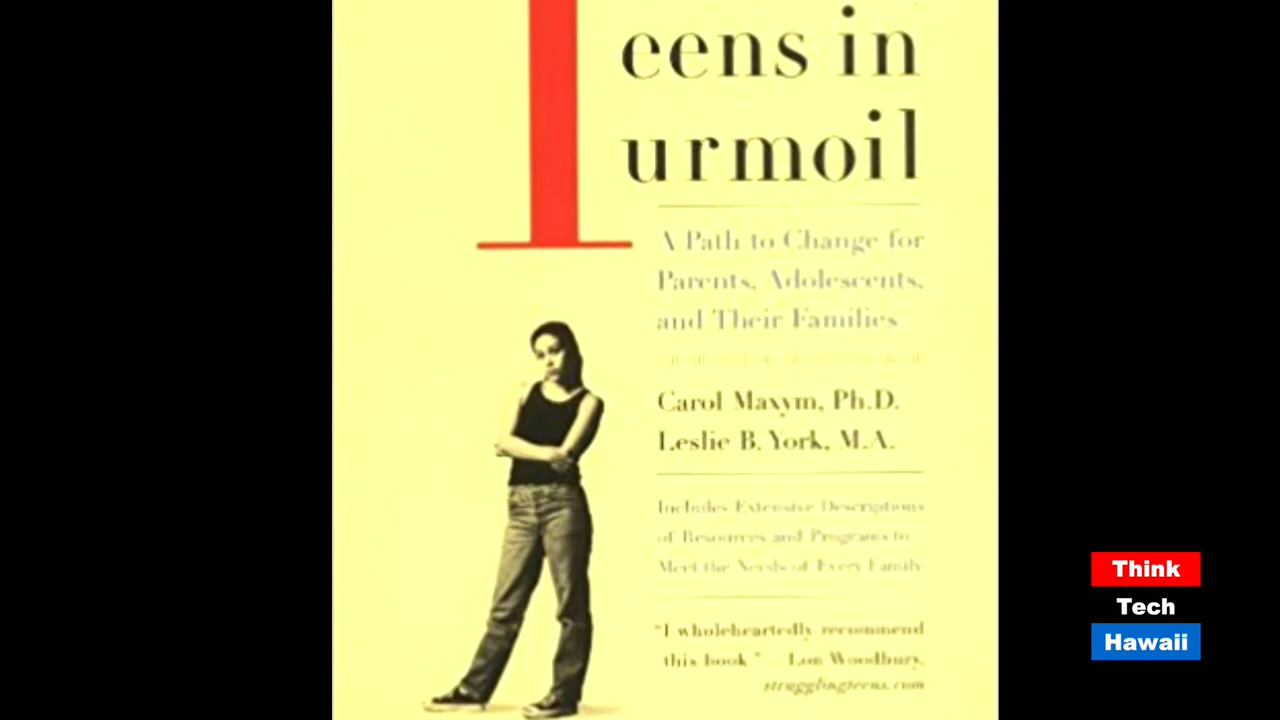 Teens in
urmoil
A Path to Change for
Parents, Adolescents,
and Their Families
Carol Maxym, Ph.D.
Leslie B. York, M.A.
Includes Extensive Descriptions
of Resources and Programs to
Meet the Needs of Every Family
"I wholeheartedly recommend
this book." Lon Woodbury,
strugglingteens.com
Think
Tech
Hawaii